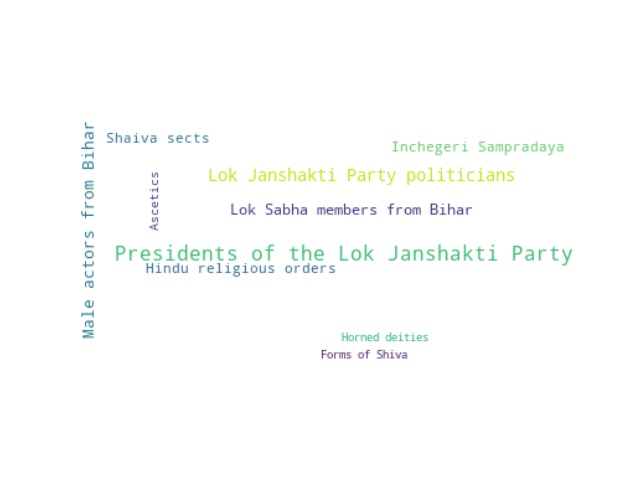 Male actors from Bihar
Shaiva sects
Inchegeri Sampradaya
Ascetics
Lok Janshakti Party politicians
Lok Sabha members from Bihar
Presidents of the Lok Janshakti Party
Hindu religious orders
Horned deities
Forms of Shiva